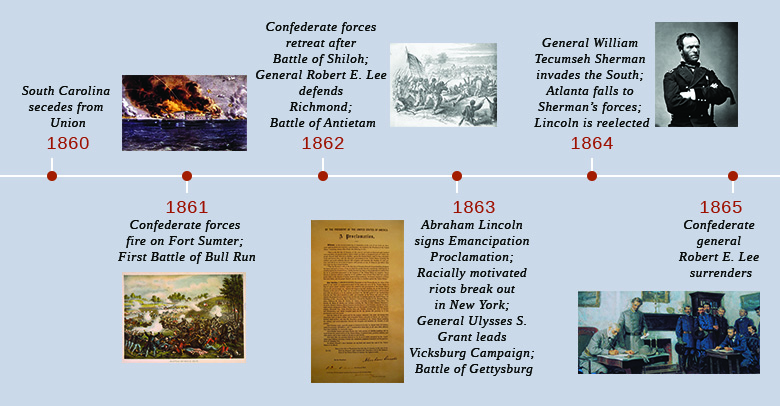 South Carolina
secedes from
Union
1860
1861
Confederate forces
fire on Fort Sumter;
First Battle of Bull Run
Confederate forces
retreat after
Battle of Shiloh;
General Robert E. Lee
defends
Richmond;
Battle of Antietam
1862
1863
Abraham Lincoln
signs Emancipation
Proclamation;
Racially motivated
riots break out
in New York;
General Ulysses S.
Grant leads
Vicksburg Campaign;
Battle of Gettysburg
A Proclamation.
General William
Tecumseh Sherman
invades the South;
Atlanta falls to
Sherman’s forces;
Lincoln is reelected
1864
1865
Confederate
general
Robert E. Lee
surrenders